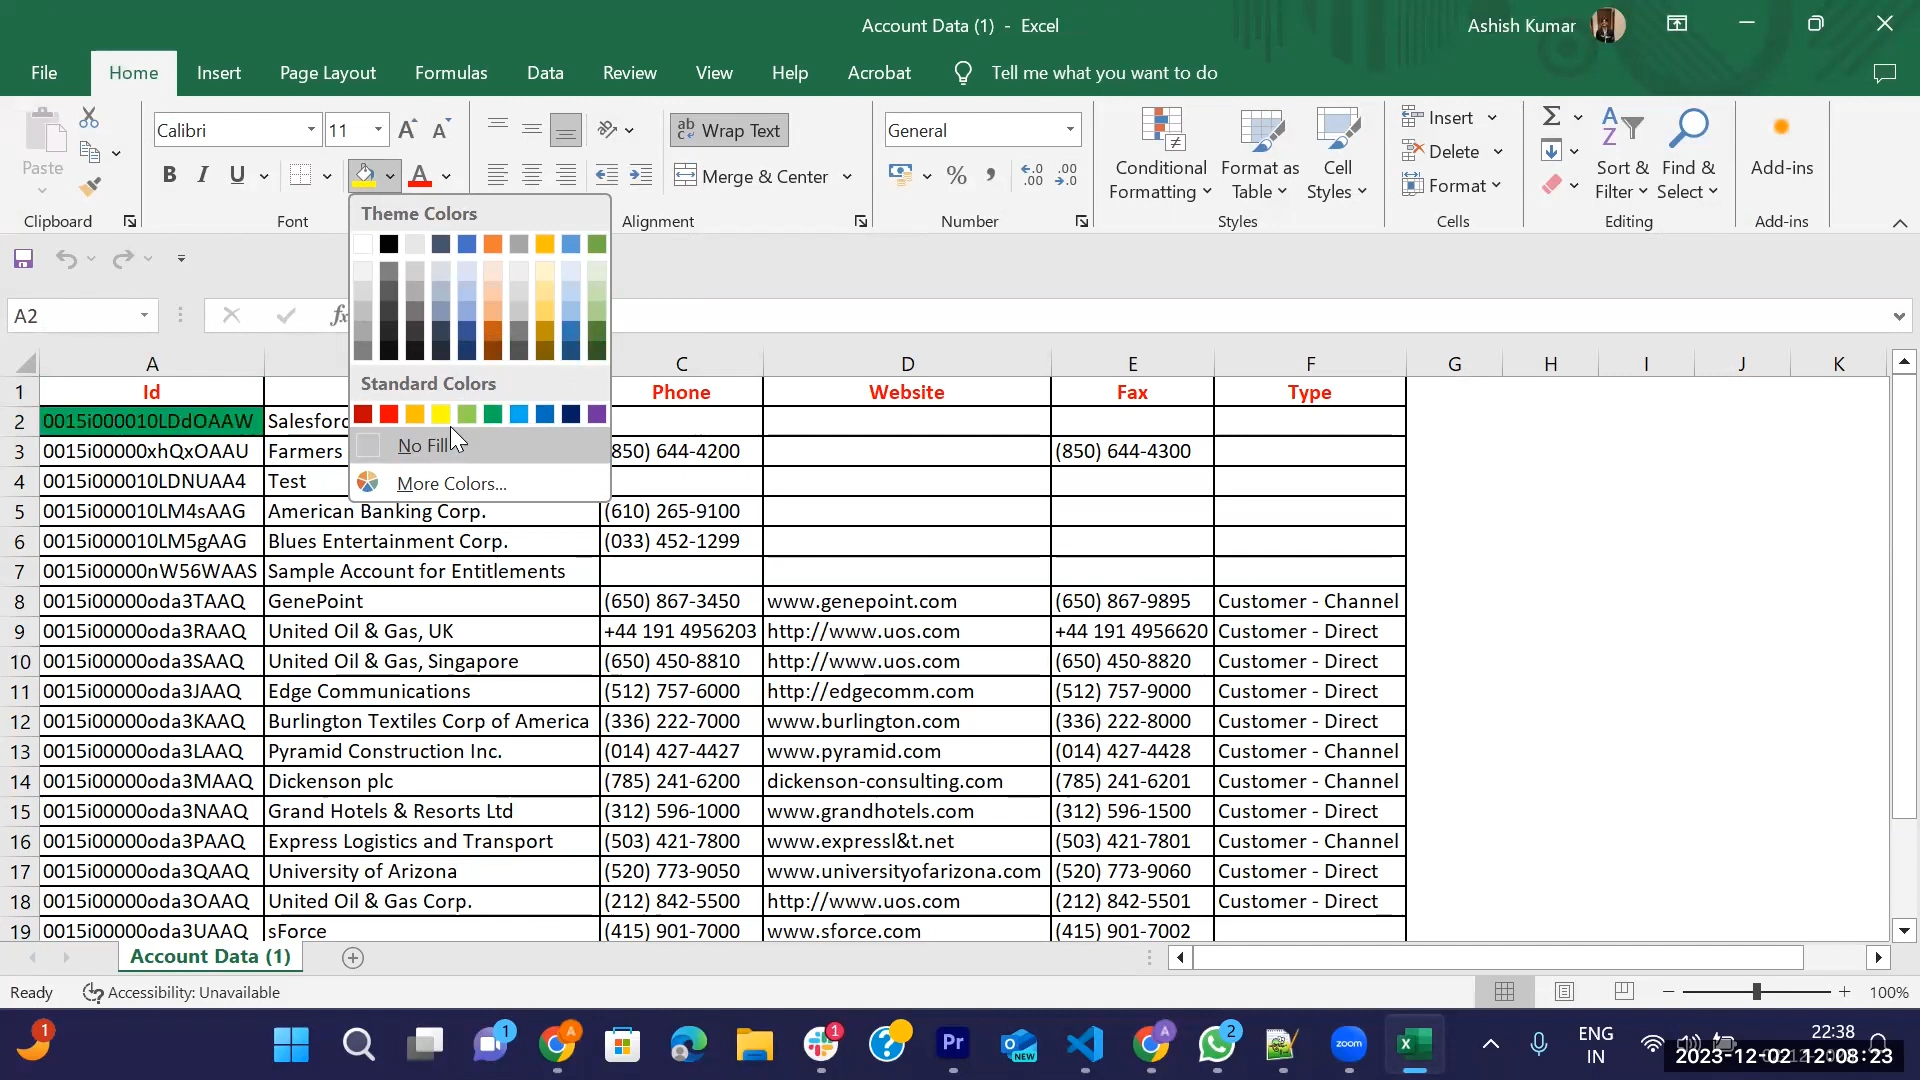 Account Data (1) - Excel
Ashish Kumar
File Home Insert Page Layout Formulas Data Review View Help Acrobat Tell me what you want to do
Paste
Clipboard
Calibri 11
B I U A
Font
ab Wrap Text
Merge & Center
Alignment
General
%
Number
Conditional Formatting
Format as Table
Cell Styles
Styles
Insert
Delete
Format
Cells
Sort & Filter
Find & Select
Editing
Add-ins
Add-ins
Theme Colors
Standard Colors
No Fill
More Colors...
A2
fx
A C D E F G H I J K
1 Id Phone Website Fax Type
2 0015i000010LDdOAAW Salesforc
3 0015i00000xhQxOAAU Farmers 850) 644-4200 (850) 644-4300
4 0015i000010LDNUAA4 Test
5 0015i000010LM4sAAG American Banking Corp. (610) 265-9100
6 0015i000010LM5gAAG Blues Entertainment Corp. (033) 452-1299
7 0015i00000nW56WAAS Sample Account for Entitlements
8 0015i00000oda3TAAQ GenePoint (650) 867-3450 www.genepoint.com (650) 867-9895 Customer - Channel
9 0015i00000oda3RAAQ United Oil & Gas, UK +44 191 4956203 http://www.uos.com +44 191 4956620 Customer - Direct
10 0015i00000oda3SAAQ United Oil & Gas, Singapore (650) 450-8810 http://www.uos.com (650) 450-8820 Customer - Direct
11 0015i00000oda3JAAQ Edge Communications (512) 757-6000 http://edgecomm.com (512) 757-9000 Customer - Direct
12 0015i00000oda3KAAQ Burlington Textiles Corp of America (336) 222-7000 www.burlington.com (336) 222-8000 Customer - Direct
13 0015i00000oda3LAAQ Pyramid Construction Inc. (014) 427-4427 www.pyramid.com (014) 427-4428 Customer - Channel
14 0015i00000oda3MAAQ Dickenson plc (785) 241-6200 dickenson-consulting.com (785) 241-6201 Customer - Channel
15 0015i00000oda3NAAQ Grand Hotels & Resorts Ltd (312) 596-1000 www.grandhotels.com (312) 596-1500 Customer - Direct
16 0015i00000oda3PAAQ Express Logistics and Transport (503) 421-7800 www.expressl&t.net (503) 421-7801 Customer - Channel
17 0015i00000oda3QAAQ University of Arizona (520) 773-9050 www.universityofarizona.com (520) 773-9060 Customer - Direct
18 0015i00000oda3OAAQ United Oil & Gas Corp. (212) 842-5500 http://www.uos.com (212) 842-5501 Customer - Direct
19 0015i00000oda3UAAQ sForce (415) 901-7000 www.sforce.com (415) 901-7002
Account Data (1)
Ready Accessibility: Unavailable 100%
ENG
IN
22:38
2023-12-02 12:08:23